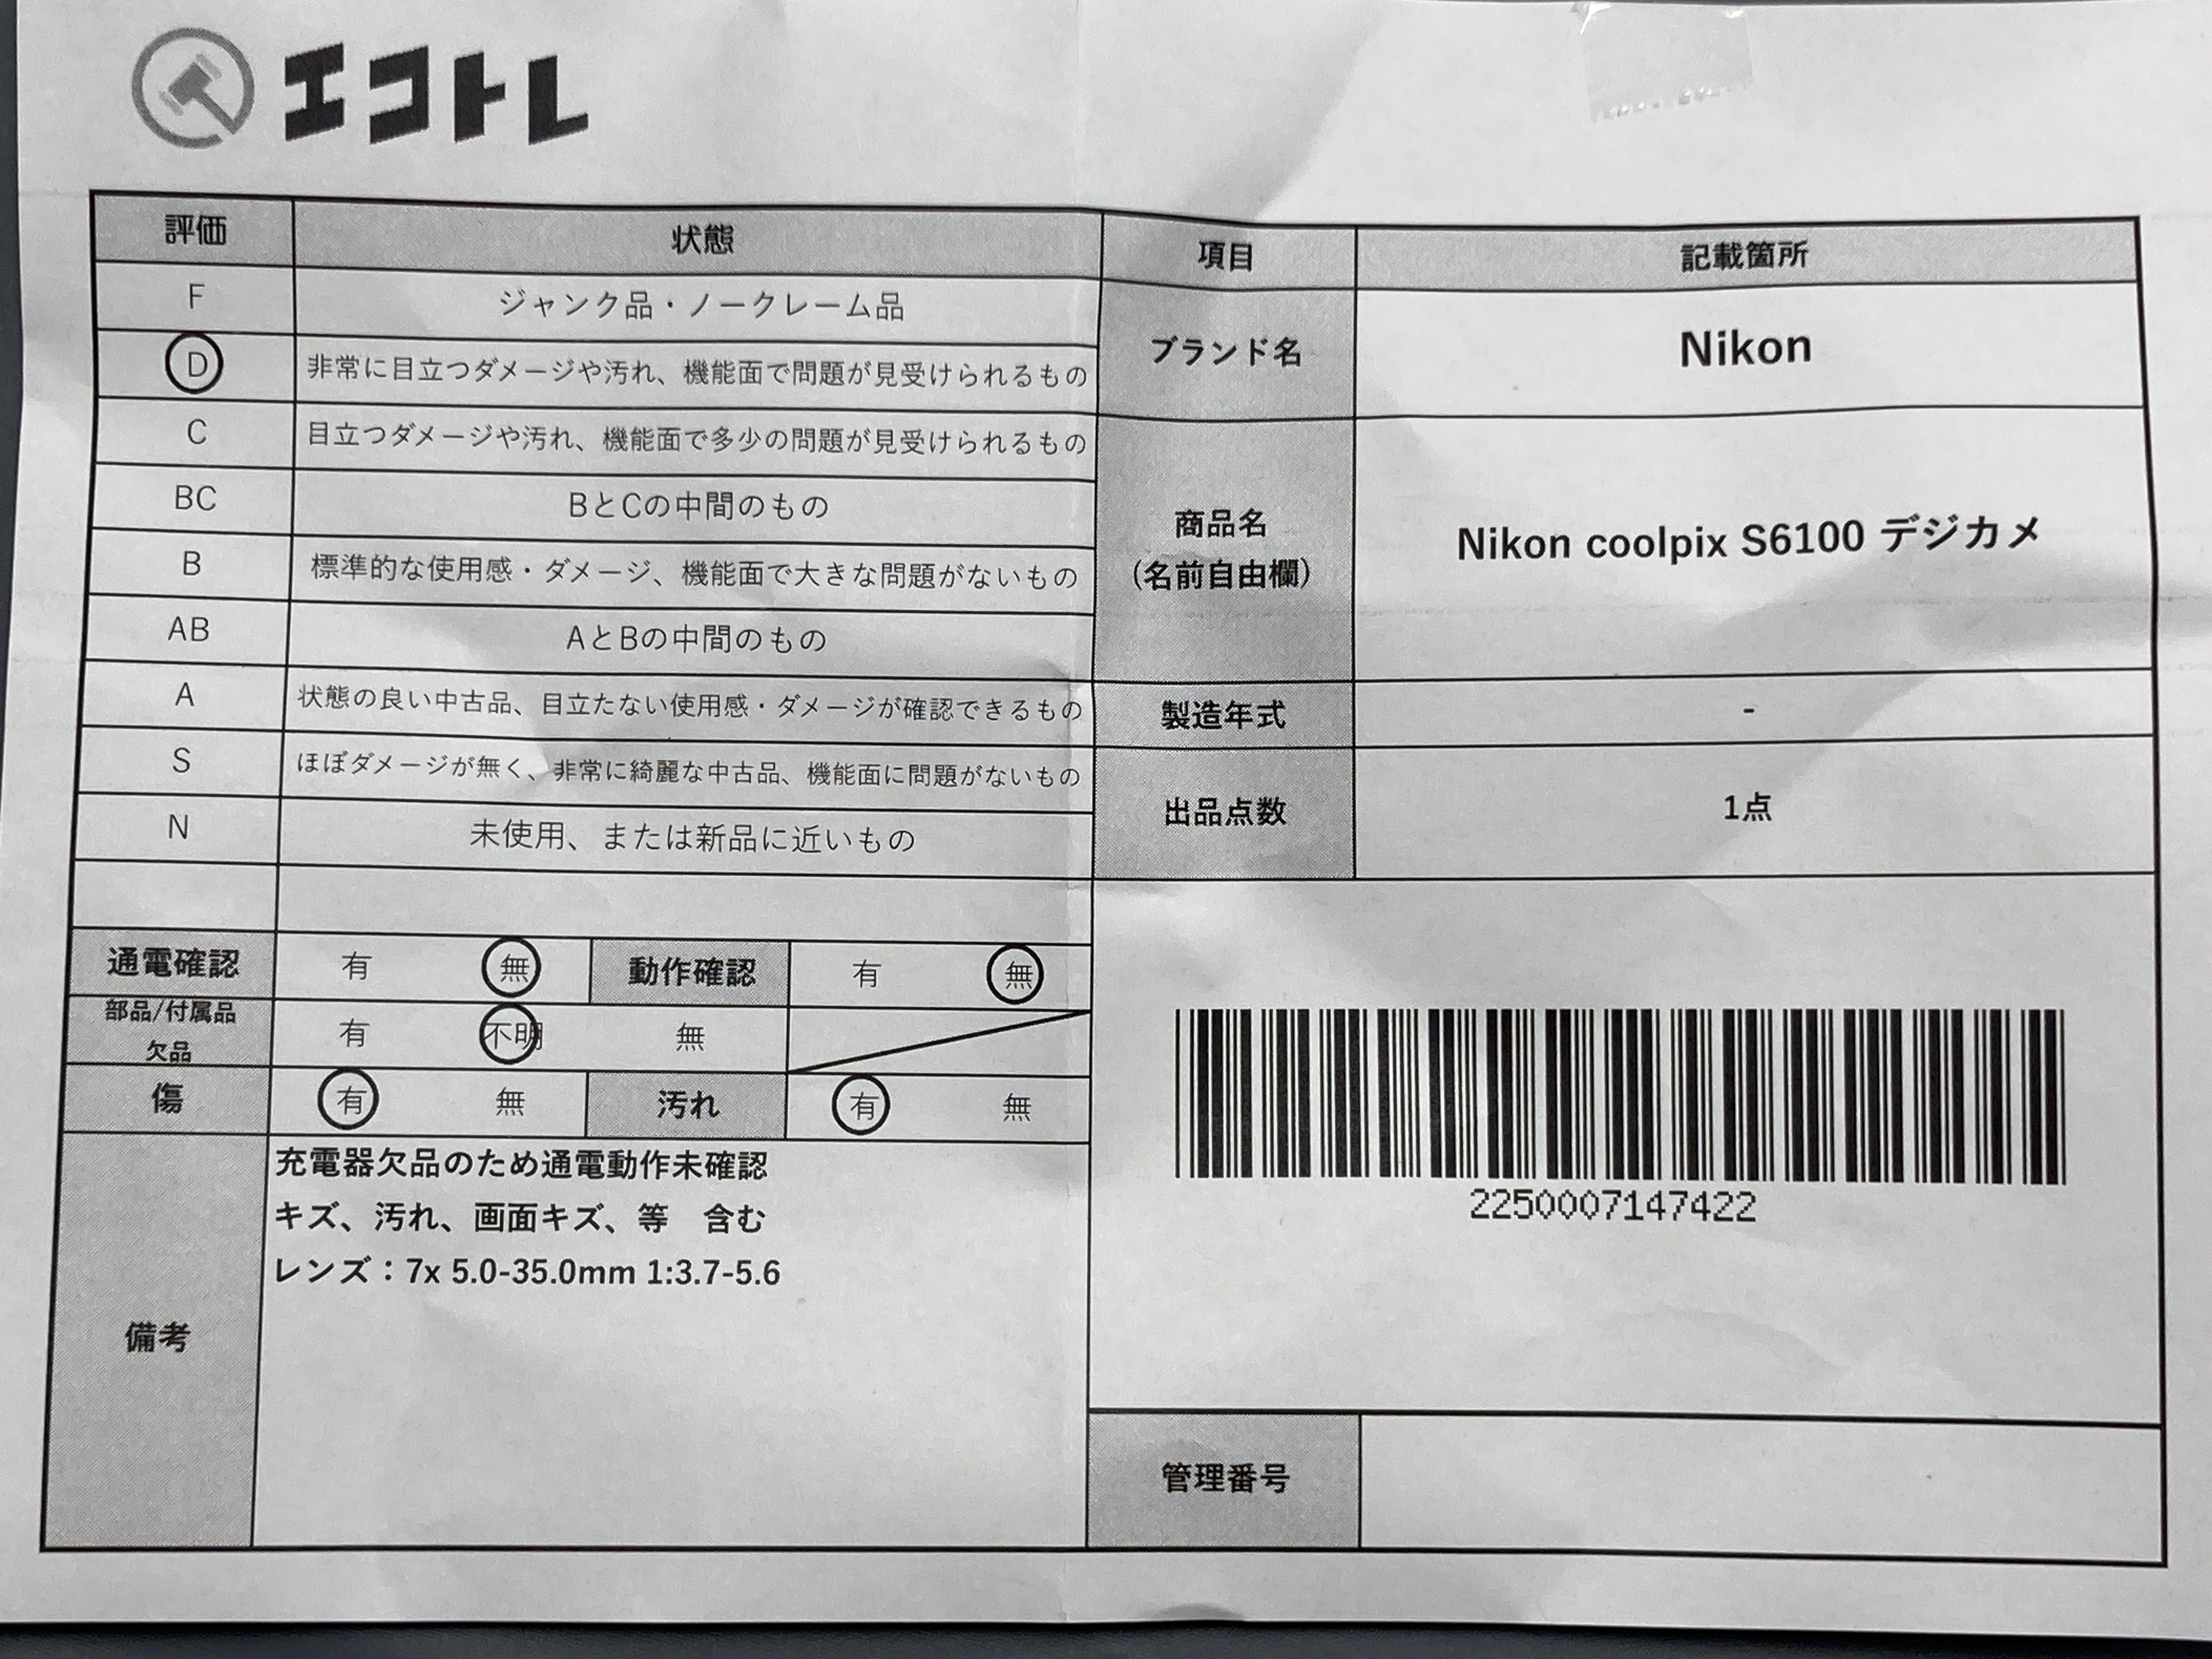 エコトレ
評価 状態
F ジャンク品・ノークレーム品
D 非常に目立つダメージや汚れ、機能面で問題が見受けられるもの
C 目立つダメージや汚れ、機能面で多少の問題が見受けられるもの
BC BとCの中間のもの
B 標準的な使用感・ダメージ、機能面で大きな問題がないもの
AB AとBの中間のもの
A 状態の良い中古品、目立たない使用感・ダメージが確認できるもの
S ほぼダメージが無く、非常に綺麗な中古品、機能面に問題がないもの
N 未使用、または新品に近いもの
通電確認 有 無 動作確認 有 無
部品/付属品
欠品
有 不明 無
傷 有 無 汚れ 有 無
備考
充電器欠品のため通電動作未確認
キズ、汚れ、画面キズ、等　含む
レンズ：7x 5.0-35.0mm 1:3.7-5.6
項目 記載箇所
ブランド名 Nikon
商品名
(名前自由欄)
Nikon coolpix S6100 デジカメ
製造年式 -
出品点数 1点
2250007147422
管理番号